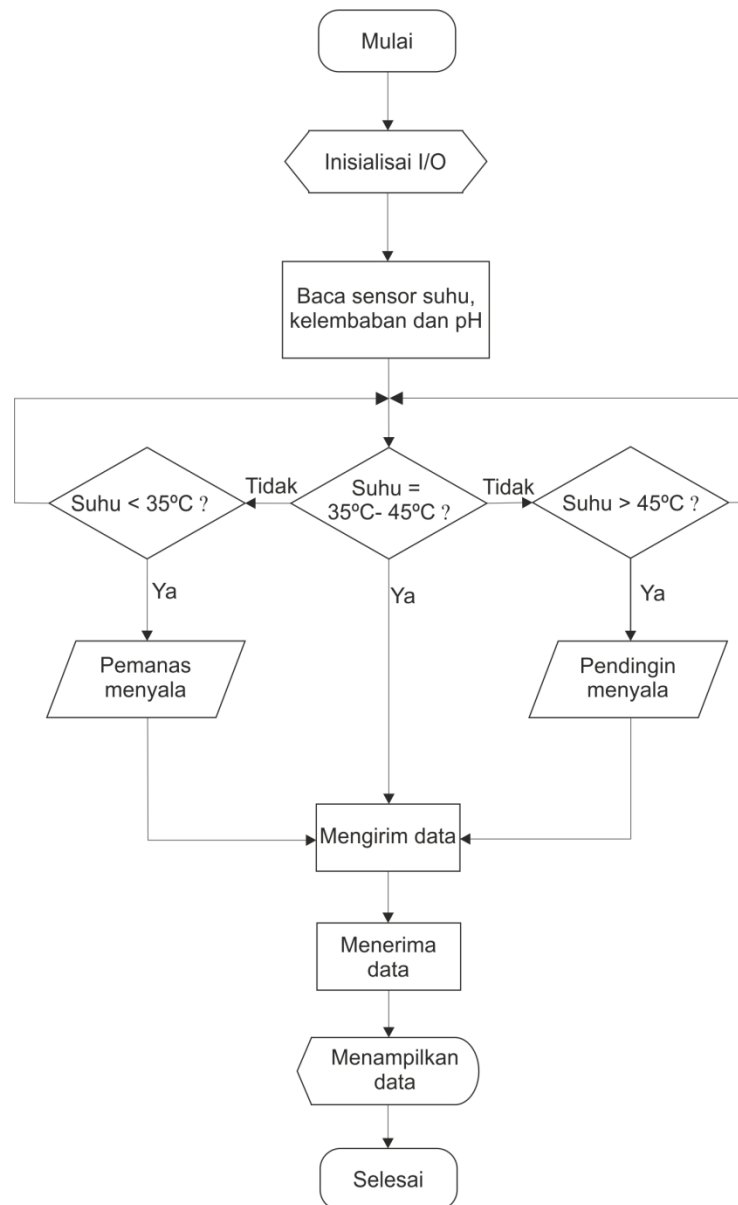 Mulai
Inisialisai I/O
Baca sensor suhu,
kelembaban dan pH
Suhu < 35ºC ?
Tidak
Suhu =
35ºC- 45ºC ?
Tidak
Suhu > 45ºC ?
Ya
Ya
Ya
Pemanas
menyala
Pendingin
menyala
Mengirim data
Menerima
data
Menampilkan
data
Selesai